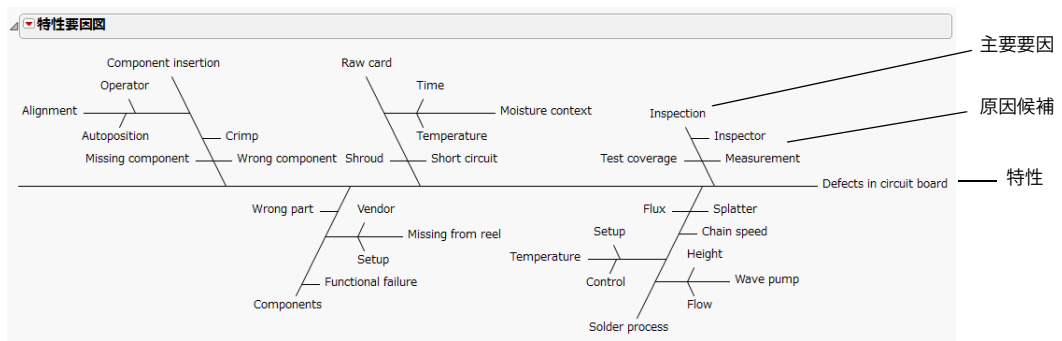 特性要因図
主要要因
Component insertion
Raw card
Operator
Time
原因候補
Alignment
Moisture context
Inspection
Autoposition
Crimp
Temperature
Inspector
Missing component
Wrong component
Shroud
Short circuit
Test coverage
Measurement
特性
Defects in circuit board
Wrong part
Vendor
Flux
Splatter
Missing from reel
Setup
Chain speed
Setup
Temperature
Height
Functional failure
Control
Wave pump
Components
Flow
Solder process